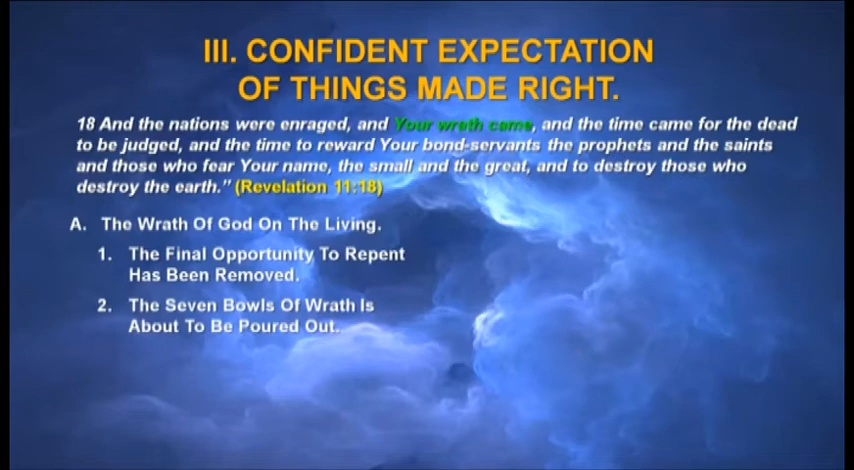 III. CONFIDENT EXPECTATION
OF THINGS MADE RIGHT.
18 And the nations were enraged, and Your wrath came, and the time came for the dead
to be judged, and the time to reward Your bond-servants the prophets and the saints
and those who fear Your name, the small and the great, and to destroy those who
destroy the earth.” (Revelation 11:18)
A. The Wrath Of God On The Living.
1. The Final Opportunity To Repent
Has Been Removed.
2. The Seven Bowls Of Wrath Is
About To Be Poured Out.